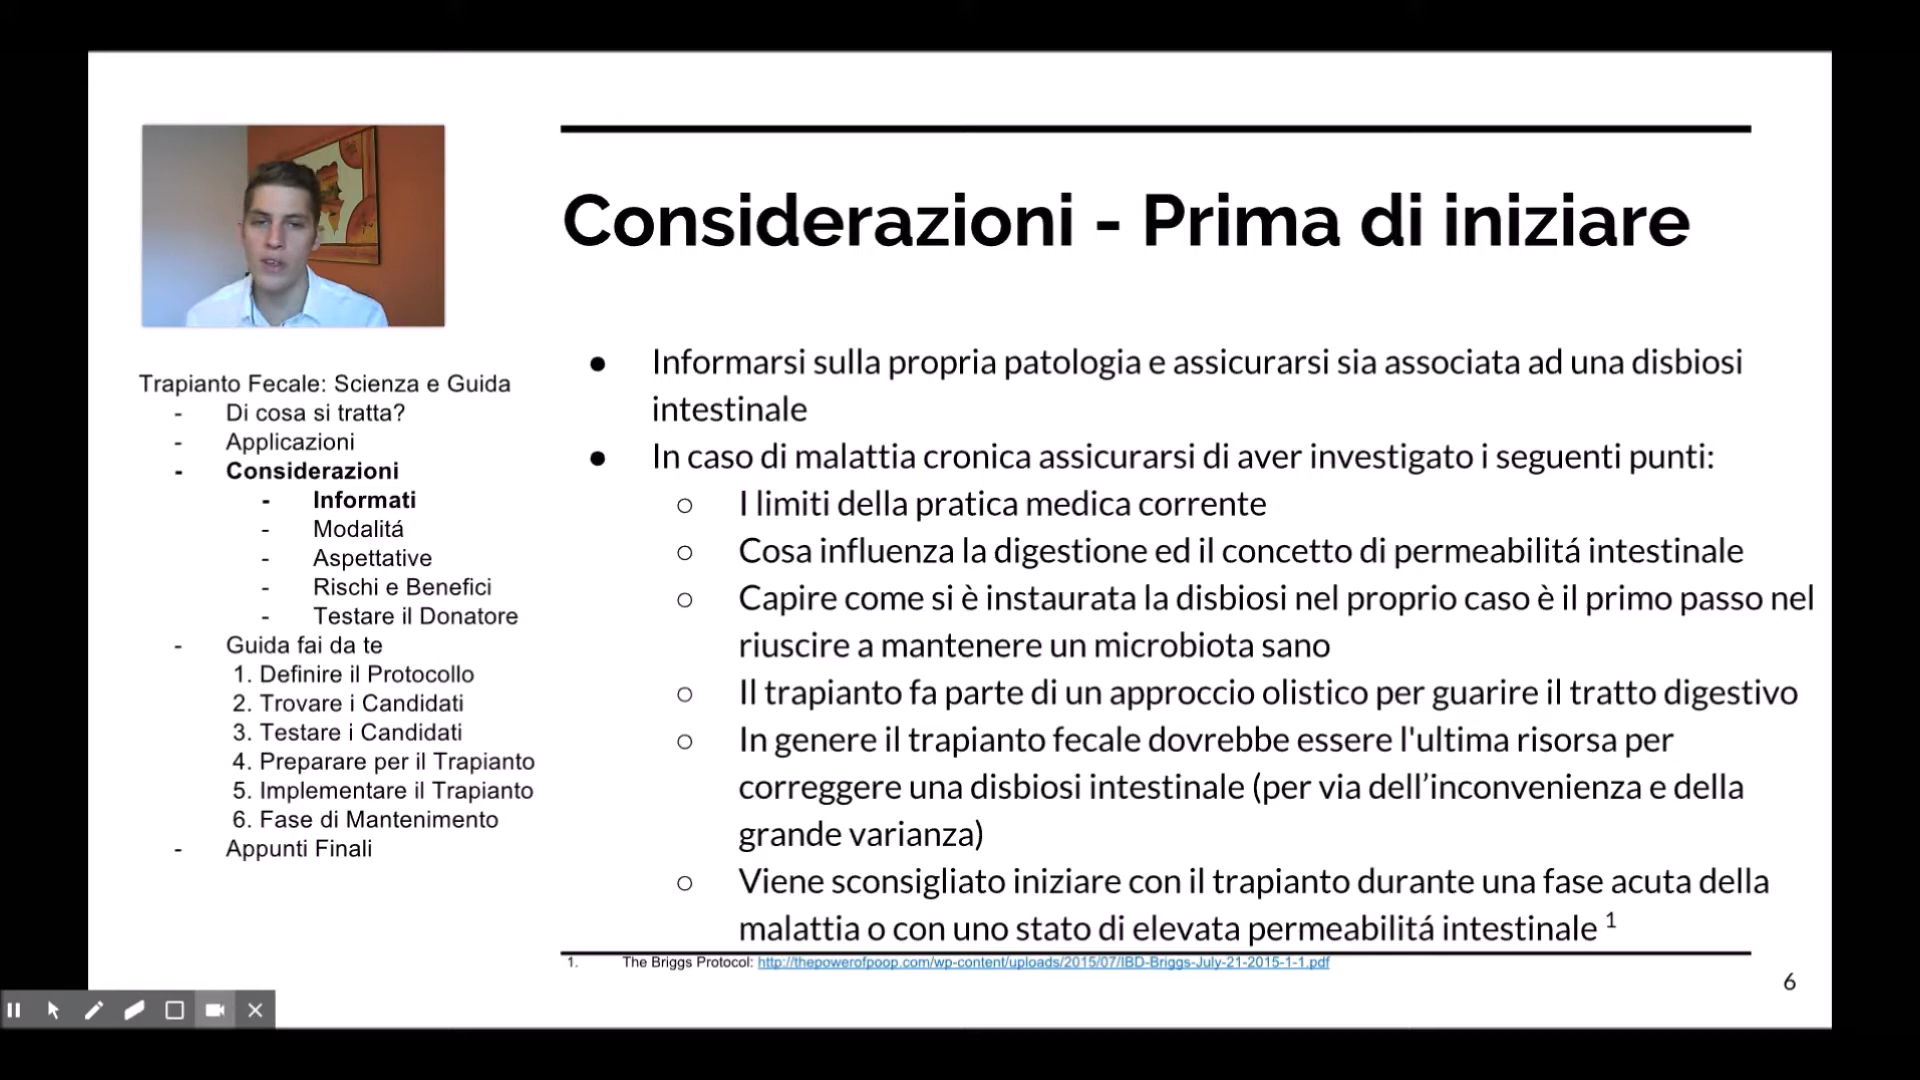 Considerazioni - Prima di iniziare
Trapianto Fecale: Scienza e Guida
- Di cosa si tratta?
- Applicazioni
- Considerazioni
- Informati
- Modalitá
- Aspettative
- Rischi e Benefici
- Testare il Donatore
- Guida fai da te
1. Definire il Protocollo
2. Trovare i Candidati
3. Testare i Candidati
4. Preparare per il Trapianto
5. Implementare il Trapianto
6. Fase di Mantenimento
- Appunti Finali
● Informarsi sulla propria patologia e assicurarsi sia associata ad una disbiosi
intestinale
● In caso di malattia cronica assicurarsi di aver investigato i seguenti punti:
○ I limiti della pratica medica corrente
○ Cosa influenza la digestione ed il concetto di permeabilitá intestinale
○ Capire come si è instaurata la disbiosi nel proprio caso è il primo passo nel
riuscire a mantenere un microbiota sano
○ Il trapianto fa parte di un approccio olistico per guarire il tratto digestivo
○ In genere il trapianto fecale dovrebbe essere l'ultima risorsa per
correggere una disbiosi intestinale (per via dell’inconvenienza e della
grande varianza)
○ Viene sconsigliato iniziare con il trapianto durante una fase acuta della
malattia o con uno stato di elevata permeabilitá intestinale 1
1. The Briggs Protocol: http://thepowerofpoop.com/wp-content/uploads/2015/07/IBD-Briggs-July-21-2015-1-1.pdf
6